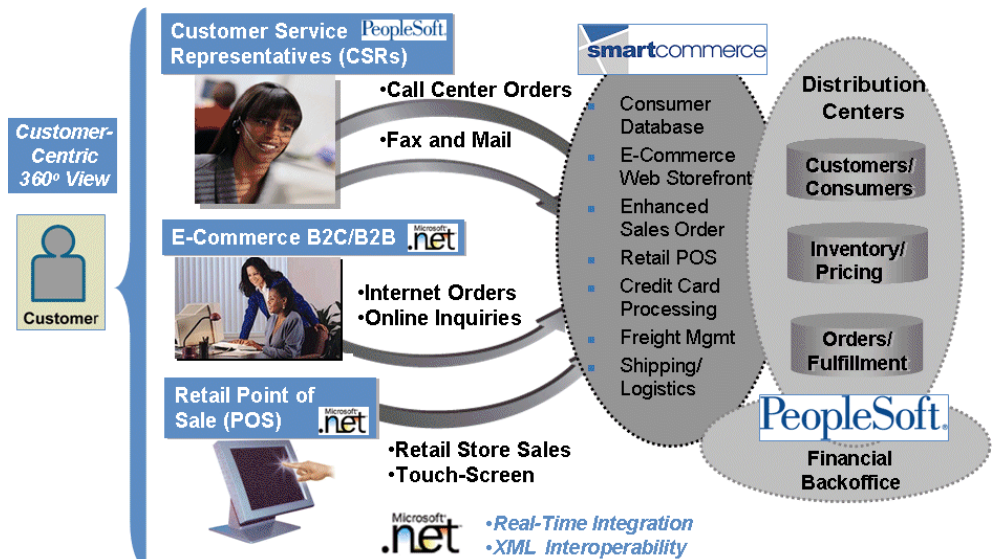 Customer-
Centric
360º View
Customer
Customer Service
Representatives (CSRs)
PeopleSoft.
•Call Center Orders
•Fax and Mail
E-Commerce B2C/B2B
Microsoft
.net
•Internet Orders
•Online Inquiries
Retail Point of
Sale (POS)
Microsoft
.net
•Retail Store Sales
•Touch-Screen
Microsoft
.net
•Real-Time Integration
•XML Interoperability
smartcommerce
▪ Consumer
Database
▪ E-Commerce
Web Storefront
▪ Enhanced
Sales Order
▪ Retail POS
▪ Credit Card
Processing
▪ Freight Mgmt
▪ Shipping/
Logistics
Distribution
Centers
Customers/
Consumers
Inventory/
Pricing
Orders/
Fulfillment
PeopleSoft®
Financial
Backoffice